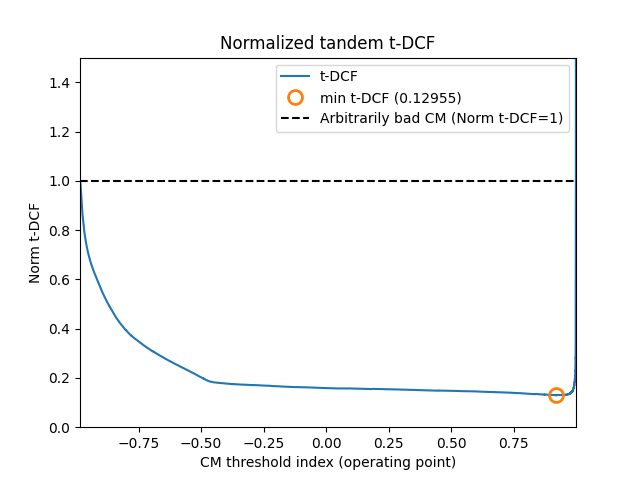 Normalized tandem t-DCF
t-DCF
min t-DCF (0.12955)
Arbitrarily bad CM (Norm t-DCF=1)
Norm t-DCF
1.4
1.2
1.0
0.8
0.6
0.4
0.2
0.0
−0.75 −0.50 −0.25 0.00 0.25 0.50 0.75
CM threshold index (operating point)